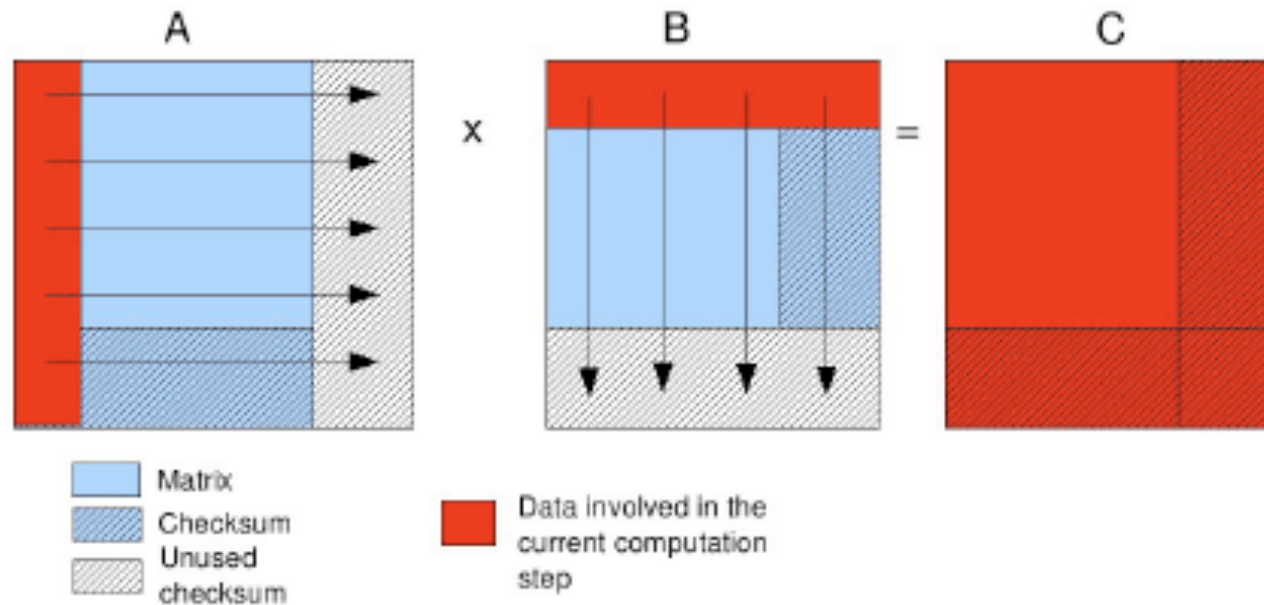 A
B
C
x
=
Matrix
Checksum
Unused
checksum
Data involved in the
current computation
step